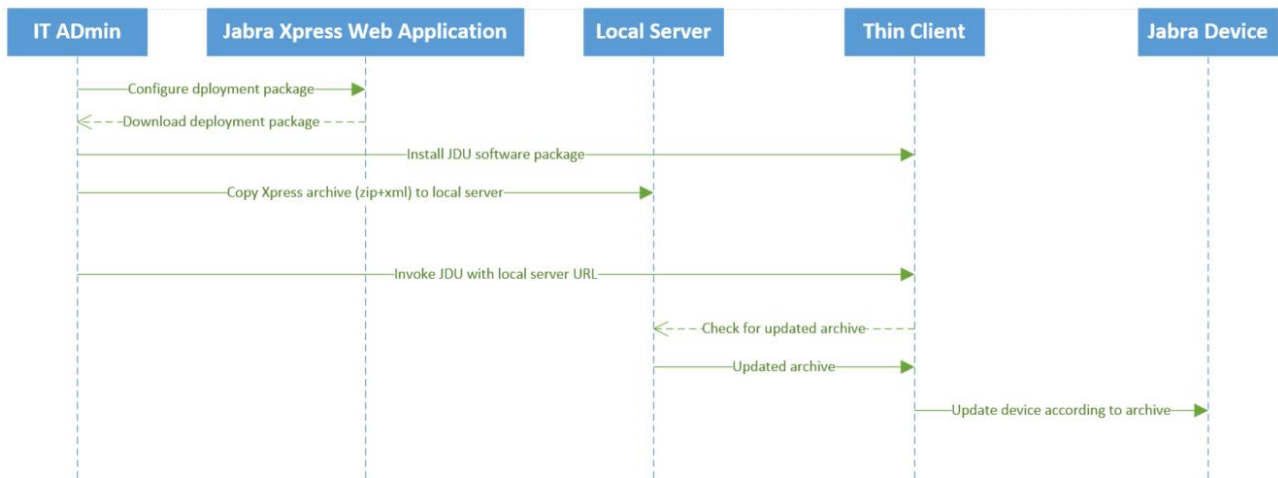 IT ADmin
Jabra Xpress Web Application
Local Server
Thin Client
Jabra Device
Configure dployment package
Download deployment package
Install JDU software package
Copy Xpress archive (zip+xml) to local server
Invoke JDU with local server URL
Check for updated archive
Updated archive
Update device according to archive